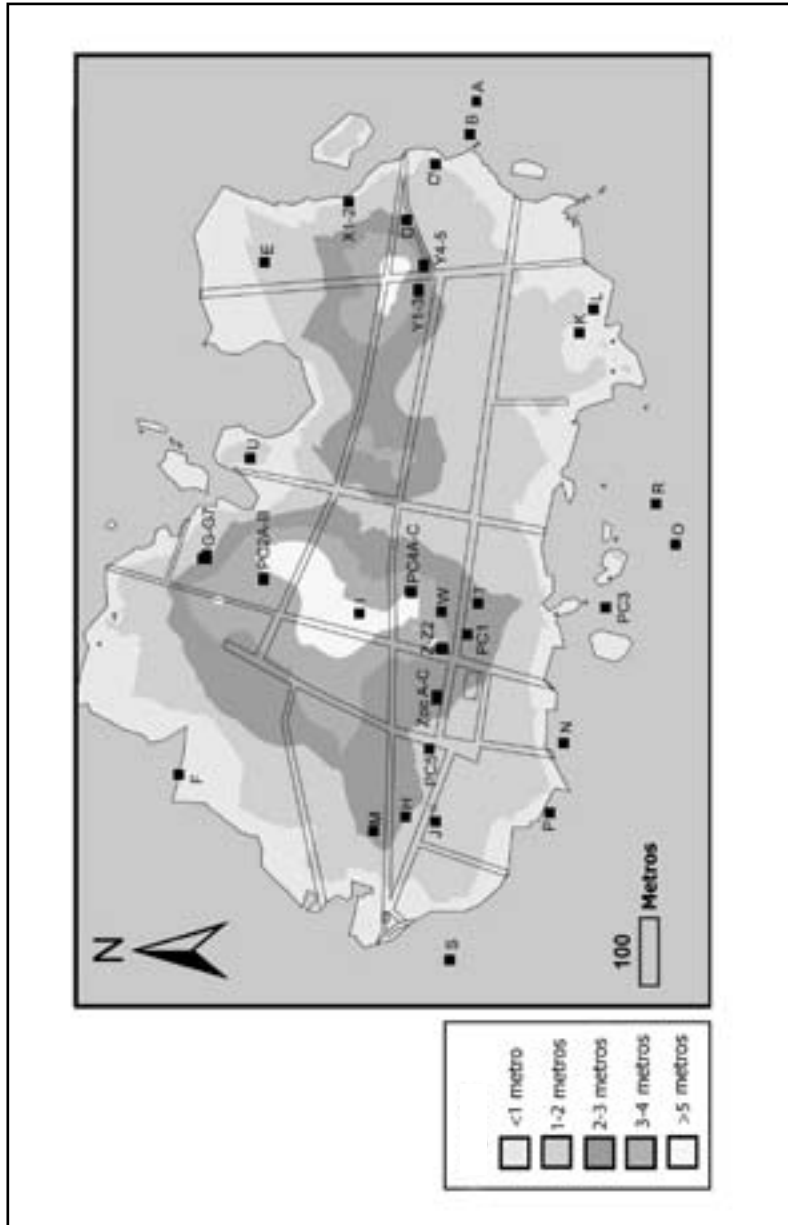 N
A
B
C
D
X1-2
E
Y4-5
Y1-3
K
L
U
G-G7
PC2A-B
I
PC4A-C
W
T
Z-Z2
PC1
R
O
PC3
Xpc A-C
PC5
N
F
M
H
J
P
S
100
Metros
<1 metro
1-2 metros
2-3 metros
3-4 metros
>5 metros